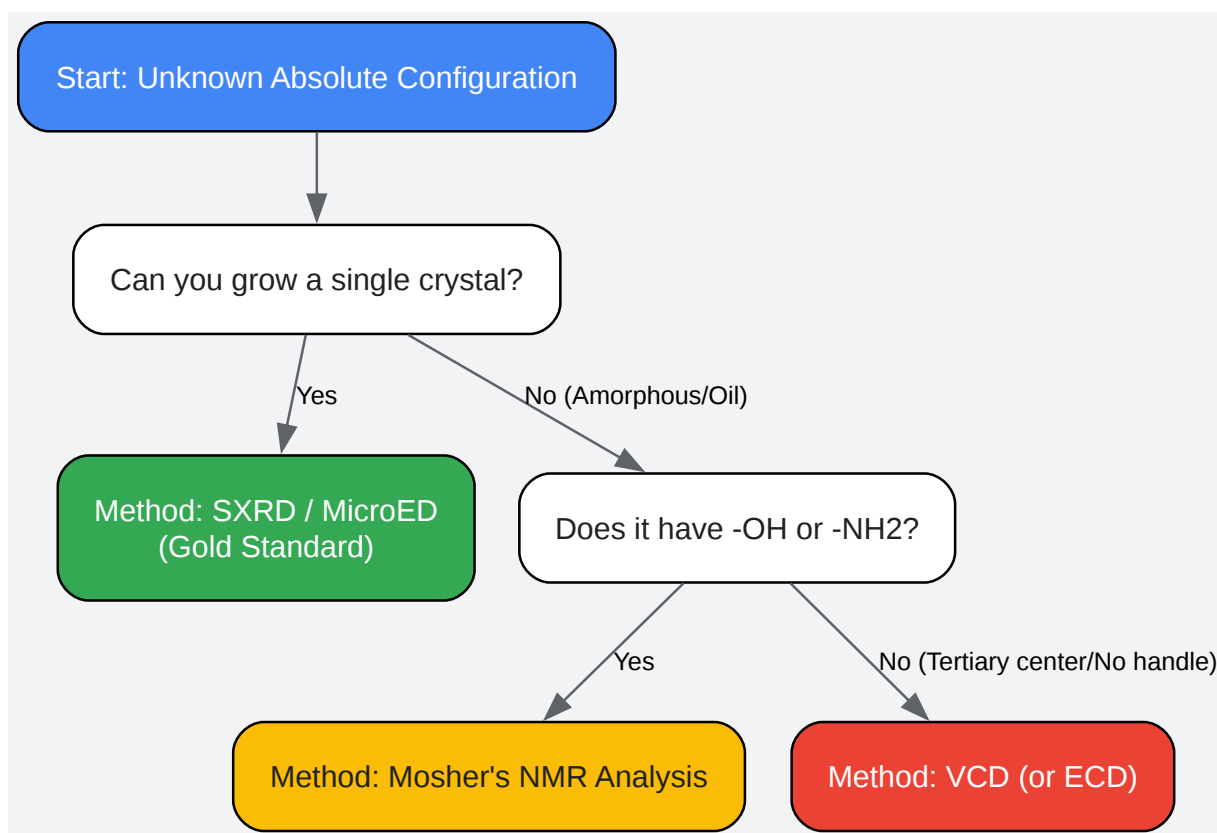 Start: Unknown Absolute Configuration
Can you grow a single crystal?
Yes
No (Amorphous/Oil)
Method: SXRD / MicroED
(Gold Standard)
Does it have -OH or -NH2?
Yes
No (Tertiary center/No handle)
Method: Mosher's NMR Analysis
Method: VCD (or ECD)